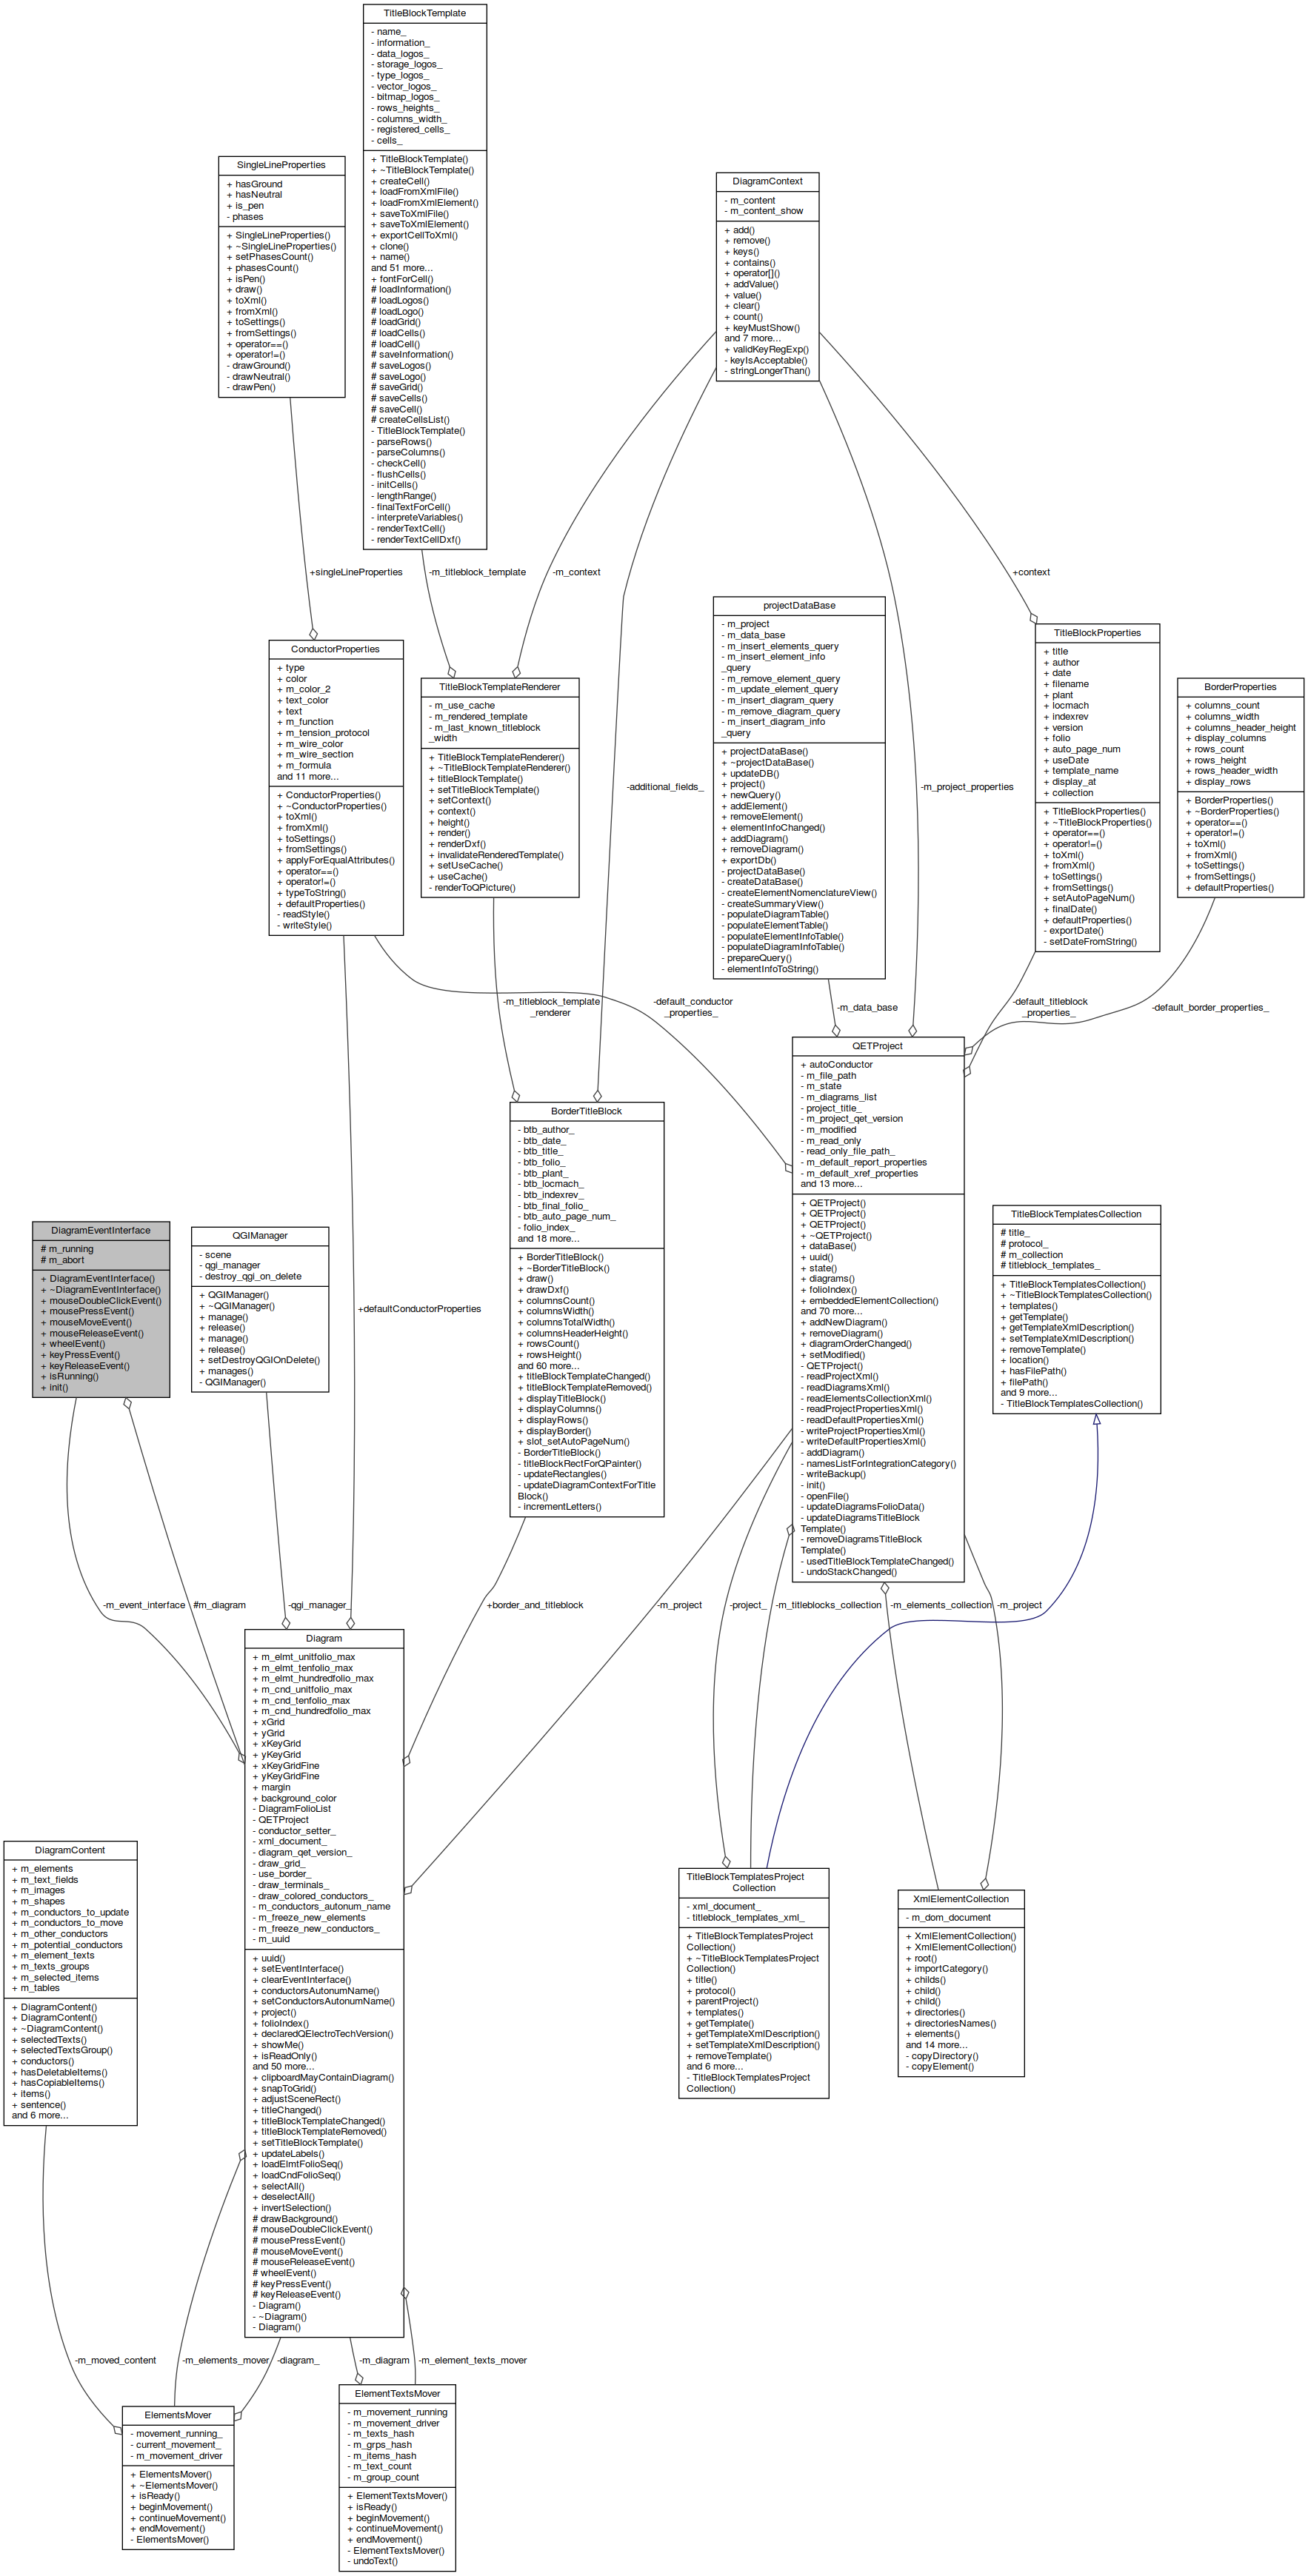 TitleBlockTemplate
- name_
- information_
- data_logos_
- storage_logos_
- type_logos_
- vector_logos_
- bitmap_logos_
- rows_heights_
- columns_width_
- registered_cells_
- cells_
+ TitleBlockTemplate()
+ ~TitleBlockTemplate()
+ createCell()
+ loadFromXmlFile()
+ loadFromXmlElement()
+ saveToXmlFile()
+ saveToXmlElement()
+ exportCellToXml()
+ clone()
+ name()
and 51 more...
+ fontForCell()
# loadInformation()
# loadLogos()
# loadLogo()
# loadGrid()
# loadCells()
# loadCell()
# saveInformation()
# saveLogos()
# saveLogo()
# saveGrid()
# saveCells()
# saveCell()
# createCellsList()
- TitleBlockTemplate()
- parseRows()
- parseColumns()
- checkCell()
- flushCells()
- initCells()
- lengthRange()
- finalTextForCell()
- interpreteVariables()
- renderTextCell()
- renderTextCellDxf()
SingleLineProperties
+ hasGround
+ hasNeutral
+ is_pen
- phases
+ SingleLineProperties()
+ ~SingleLineProperties()
+ setPhasesCount()
+ phasesCount()
+ isPen()
+ draw()
+ toXml()
+ fromXml()
+ toSettings()
+ fromSettings()
+ operator==()
+ operator!=()
- drawGround()
- drawNeutral()
- drawPen()
DiagramContext
- m_content
- m_content_show
+ add()
+ remove()
+ keys()
+ contains()
+ operator[]()
+ addValue()
+ value()
+ clear()
+ count()
+ keyMustShow()
and 7 more...
+ validKeyRegExp()
- keyIsAcceptable()
- stringLongerThan()
+singleLineProperties
-m_titleblock_template
-m_context
+context
ConductorProperties
+ type
+ color
+ m_color_2
+ text_color
+ text
+ m_function
+ m_tension_protocol
+ m_wire_color
+ m_wire_section
+ m_formula
and 11 more...
+ ConductorProperties()
+ ~ConductorProperties()
+ toXml()
+ fromXml()
+ toSettings()
+ fromSettings()
+ applyForEqualAttributes()
+ operator==()
+ operator!=()
+ typeToString()
+ defaultProperties()
- readStyle()
- writeStyle()
TitleBlockTemplateRenderer
- m_use_cache
- m_rendered_template
- m_last_known_titleblock
_width
+ TitleBlockTemplateRenderer()
+ ~TitleBlockTemplateRenderer()
+ titleBlockTemplate()
+ setTitleBlockTemplate()
+ setContext()
+ context()
+ height()
+ render()
+ renderDxf()
+ invalidateRenderedTemplate()
+ setUseCache()
+ useCache()
- renderToQPicture()
-additional_fields_
projectDataBase
- m_project
- m_data_base
- m_insert_elements_query
- m_insert_element_info
_query
- m_remove_element_query
- m_update_element_query
- m_insert_diagram_query
- m_remove_diagram_query
- m_insert_diagram_info
_query
+ projectDataBase()
+ ~projectDataBase()
+ updateDB()
+ project()
+ newQuery()
+ addElement()
+ removeElement()
+ elementInfoChanged()
+ addDiagram()
+ removeDiagram()
+ exportDb()
- projectDataBase()
- createDataBase()
- createElementNomenclatureView()
- createSummaryView()
- populateDiagramTable()
- populateElementTable()
- populateElementInfoTable()
- populateDiagramInfoTable()
- prepareQuery()
- elementInfoToString()
-m_project_properties
TitleBlockProperties
+ title
+ author
+ date
+ filename
+ plant
+ locmach
+ indexrev
+ version
+ folio
+ auto_page_num
+ useDate
+ template_name
+ display_at
+ collection
+ TitleBlockProperties()
+ ~TitleBlockProperties()
+ operator==()
+ operator!=()
+ toXml()
+ fromXml()
+ toSettings()
+ fromSettings()
+ setAutoPageNum()
+ finalDate()
+ defaultProperties()
- exportDate()
- setDateFromString()
BorderProperties
+ columns_count
+ columns_width
+ columns_header_height
+ display_columns
+ rows_count
+ rows_height
+ rows_header_width
+ display_rows
+ BorderProperties()
+ ~BorderProperties()
+ operator==()
+ operator!=()
+ toXml()
+ fromXml()
+ toSettings()
+ fromSettings()
+ defaultProperties()
-m_titleblock_template
_renderer
-default_conductor
_properties_
-m_data_base
-default_titleblock
_properties_
-default_border_properties_
BorderTitleBlock
- btb_author_
- btb_date_
- btb_title_
- btb_folio_
- btb_plant_
- btb_locmach_
- btb_indexrev_
- btb_final_folio_
- btb_auto_page_num_
- folio_index_
and 18 more...
+ BorderTitleBlock()
+ ~BorderTitleBlock()
+ draw()
+ drawDxf()
+ columnsCount()
+ columnsWidth()
+ columnsTotalWidth()
+ columnsHeaderHeight()
+ rowsCount()
+ rowsHeight()
and 60 more...
+ titleBlockTemplateChanged()
+ titleBlockTemplateRemoved()
+ displayTitleBlock()
+ displayColumns()
+ displayRows()
+ displayBorder()
+ slot_setAutoPageNum()
- BorderTitleBlock()
- titleBlockRectForQPainter()
- updateRectangles()
- updateDiagramContextForTitle
Block()
- incrementLetters()
QETProject
+ autoConductor
- m_file_path
- m_state
- m_diagrams_list
- project_title_
- m_project_qet_version
- m_modified
- m_read_only
- read_only_file_path_
- m_default_report_properties
- m_default_xref_properties
and 13 more...
+ QETProject()
+ QETProject()
+ QETProject()
+ ~QETProject()
+ dataBase()
+ uuid()
+ state()
+ diagrams()
+ folioIndex()
+ embeddedElementCollection()
and 70 more...
+ addNewDiagram()
+ removeDiagram()
+ diagramOrderChanged()
+ setModified()
- QETProject()
- readProjectXml()
- readDiagramsXml()
- readElementsCollectionXml()
- readProjectPropertiesXml()
- readDefaultPropertiesXml()
- writeProjectPropertiesXml()
- writeDefaultPropertiesXml()
- addDiagram()
- namesListForIntegrationCategory()
- writeBackup()
- init()
- openFile()
- updateDiagramsFolioData()
- updateDiagramsTitleBlock
Template()
- removeDiagramsTitleBlock
Template()
- usedTitleBlockTemplateChanged()
- undoStackChanged()
TitleBlockTemplatesCollection
# title_
# protocol_
# m_collection
# titleblock_templates_
+ TitleBlockTemplatesCollection()
+ ~TitleBlockTemplatesCollection()
+ templates()
+ getTemplate()
+ getTemplateXmlDescription()
+ setTemplateXmlDescription()
+ removeTemplate()
+ location()
+ hasFilePath()
+ filePath()
and 9 more...
- TitleBlockTemplatesCollection()
DiagramEventInterface
# m_running
# m_abort
+ DiagramEventInterface()
+ ~DiagramEventInterface()
+ mouseDoubleClickEvent()
+ mousePressEvent()
+ mouseMoveEvent()
+ mouseReleaseEvent()
+ wheelEvent()
+ keyPressEvent()
+ keyReleaseEvent()
+ isRunning()
+ init()
QGIManager
- scene
- qgi_manager
- destroy_qgi_on_delete
+ QGIManager()
+ ~QGIManager()
+ manage()
+ release()
+ manage()
+ release()
+ setDestroyQGIOnDelete()
+ manages()
- QGIManager()
+defaultConductorProperties
-m_event_interface
#m_diagram
-qgi_manager_
+border_and_titleblock
-m_project
-project_
-m_titleblocks_collection
-m_elements_collection
-m_project
Diagram
+ m_elmt_unitfolio_max
+ m_elmt_tenfolio_max
+ m_elmt_hundredfolio_max
+ m_cnd_unitfolio_max
+ m_cnd_tenfolio_max
+ m_cnd_hundredfolio_max
+ xGrid
+ yGrid
+ xKeyGrid
+ yKeyGrid
+ xKeyGridFine
+ yKeyGridFine
+ margin
+ background_color
- DiagramFolioList
- QETProject
- conductor_setter_
- xml_document_
- diagram_qet_version_
- draw_grid_
- use_border_
- draw_terminals_
- draw_colored_conductors_
- m_conductors_autonum_name
- m_freeze_new_elements
- m_freeze_new_conductors_
- m_uuid
+ uuid()
+ setEventInterface()
+ clearEventInterface()
+ conductorsAutonumName()
+ setConductorsAutonumName()
+ project()
+ folioIndex()
+ declaredQElectroTechVersion()
+ showMe()
+ isReadOnly()
and 50 more...
+ clipboardMayContainDiagram()
+ snapToGrid()
+ adjustSceneRect()
+ titleChanged()
+ titleBlockTemplateChanged()
+ titleBlockTemplateRemoved()
+ setTitleBlockTemplate()
+ updateLabels()
+ loadElmtFolioSeq()
+ loadCndFolioSeq()
+ selectAll()
+ deselectAll()
+ invertSelection()
# drawBackground()
# mouseDoubleClickEvent()
# mousePressEvent()
# mouseMoveEvent()
# mouseReleaseEvent()
# wheelEvent()
# keyPressEvent()
# keyReleaseEvent()
- Diagram()
- ~Diagram()
- Diagram()
DiagramContent
+ m_elements
+ m_text_fields
+ m_images
+ m_shapes
+ m_conductors_to_update
+ m_conductors_to_move
+ m_other_conductors
+ m_potential_conductors
+ m_element_texts
+ m_texts_groups
+ m_selected_items
+ m_tables
+ DiagramContent()
+ DiagramContent()
+ ~DiagramContent()
+ selectedTexts()
+ selectedTextsGroup()
+ conductors()
+ hasDeletableItems()
+ hasCopiableItems()
+ items()
+ sentence()
and 6 more...
TitleBlockTemplatesProject
Collection
- xml_document_
- titleblock_templates_xml_
+ TitleBlockTemplatesProject
Collection()
+ ~TitleBlockTemplatesProject
Collection()
+ title()
+ protocol()
+ parentProject()
+ templates()
+ getTemplate()
+ getTemplateXmlDescription()
+ setTemplateXmlDescription()
+ removeTemplate()
and 6 more...
- TitleBlockTemplatesProject
Collection()
XmlElementCollection
- m_dom_document
+ XmlElementCollection()
+ XmlElementCollection()
+ root()
+ importCategory()
+ childs()
+ child()
+ child()
+ directories()
+ directoriesNames()
+ elements()
and 14 more...
- copyDirectory()
- copyElement()
-m_moved_content
-m_elements_mover
-diagram_
-m_diagram
-m_element_texts_mover
ElementsMover
- movement_running_
- current_movement_
- m_movement_driver
+ ElementsMover()
+ ~ElementsMover()
+ isReady()
+ beginMovement()
+ continueMovement()
+ endMovement()
- ElementsMover()
ElementTextsMover
- m_movement_running
- m_movement_driver
- m_texts_hash
- m_grps_hash
- m_items_hash
- m_text_count
- m_group_count
+ ElementTextsMover()
+ isReady()
+ beginMovement()
+ continueMovement()
+ endMovement()
- ElementTextsMover()
- undoText()